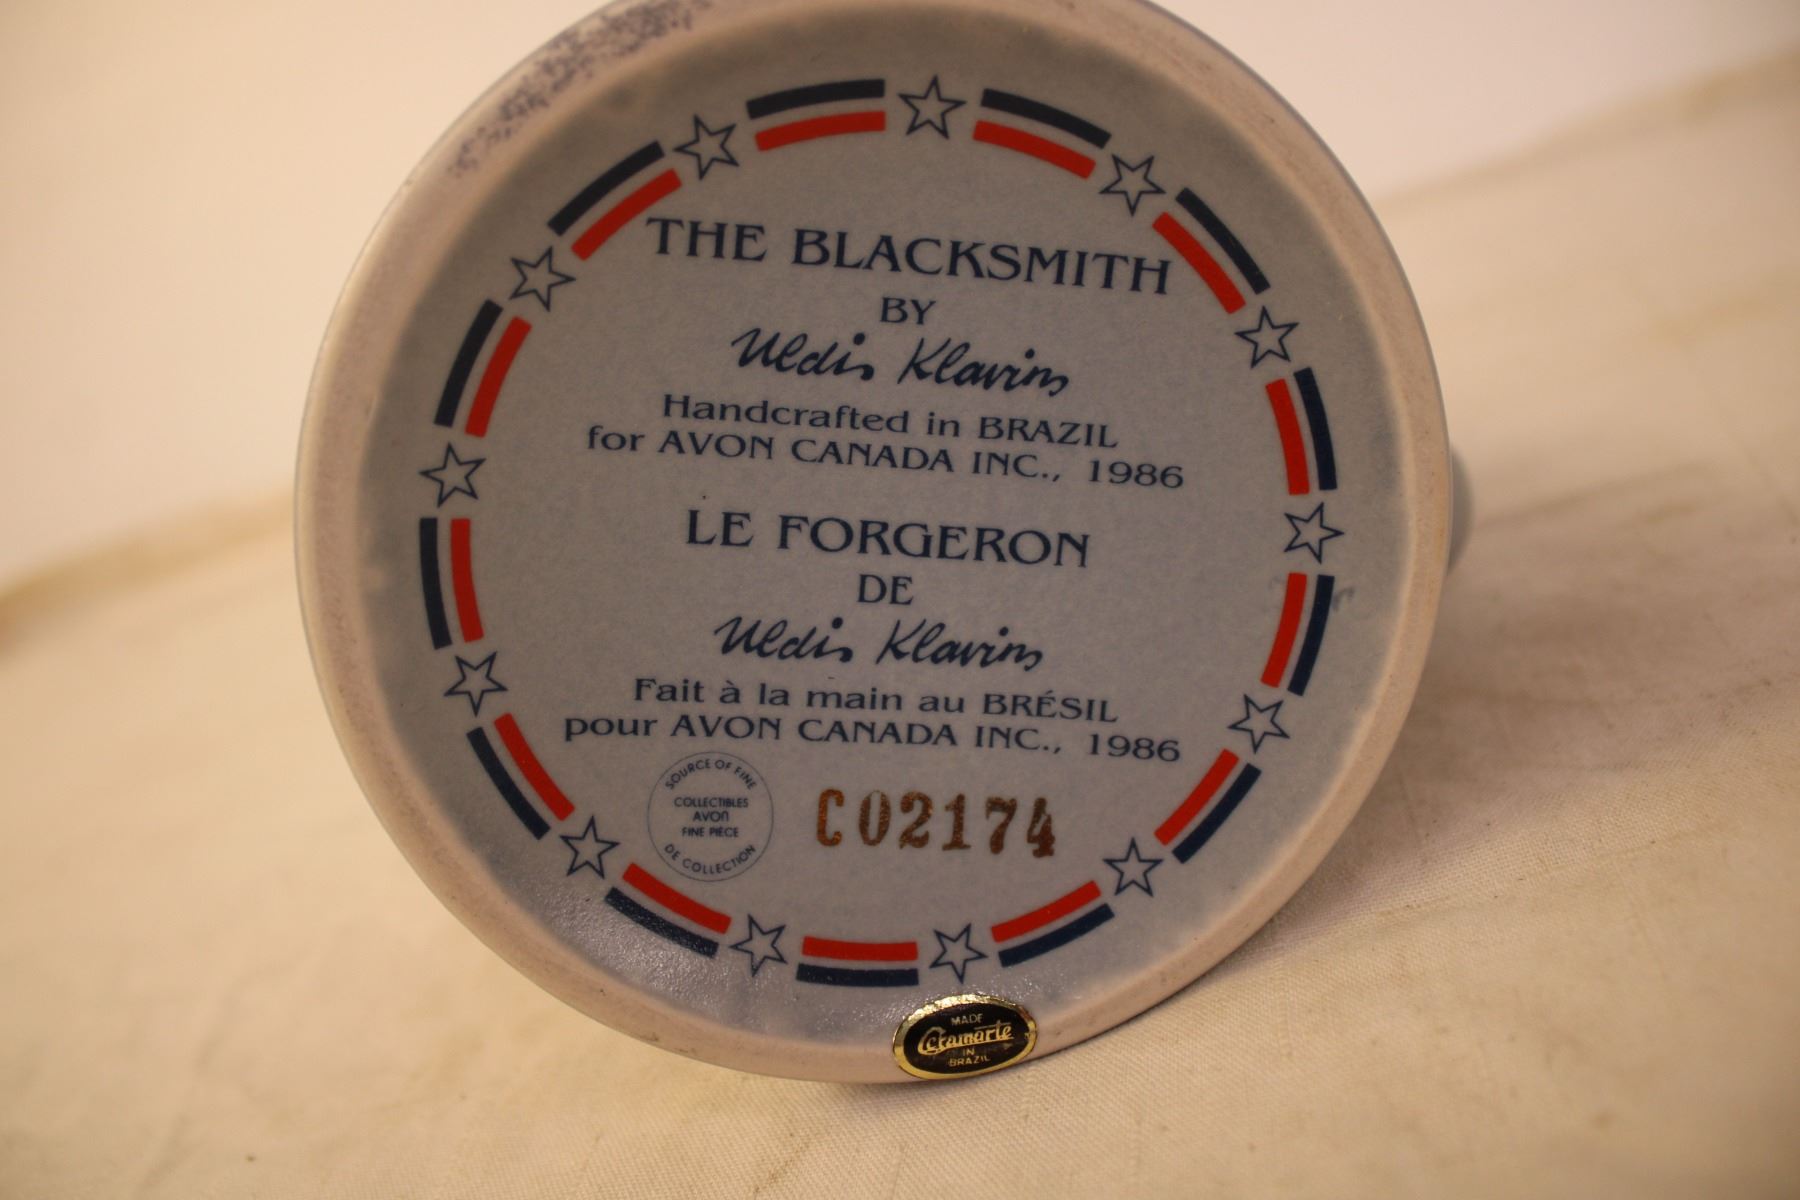 THE BLACKSMITH
BY
Uldis Klavins
Handcrafted in BRAZIL
for AVON CANADA INC., 1986
LE FORGERON
DE
Uldis Klavins
Fait à la main au BRÉSIL
pour AVON CANADA INC., 1986
SOURCE OF FINE
COLLECTIBLES
AVON
FINE PIÈCE
DE COLLECTION
C02174
MADE
Ceramarte
IN
BRAZIL